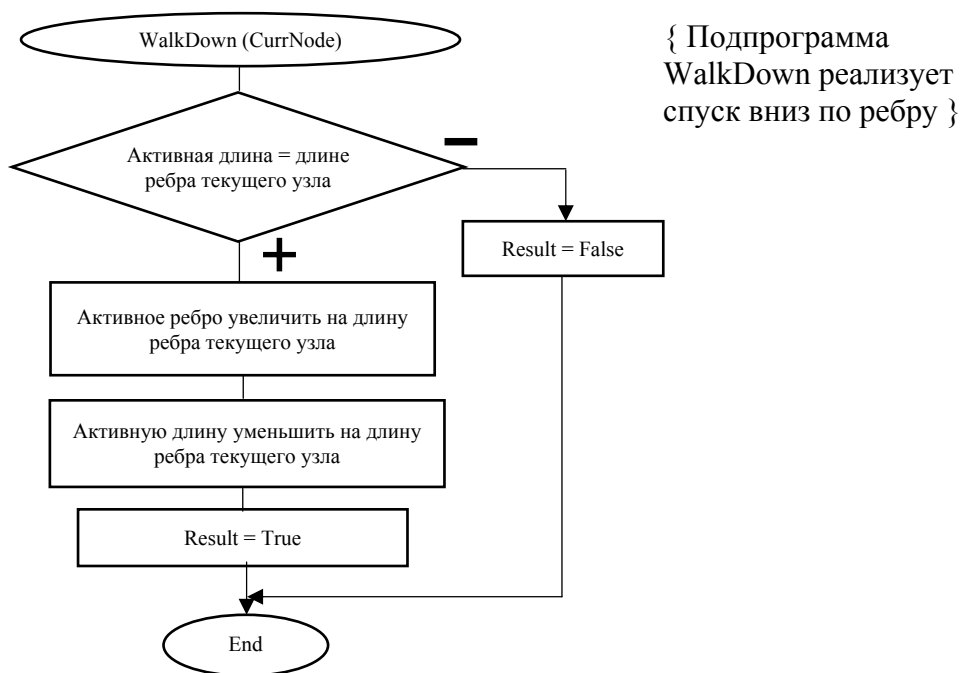 WalkDown (CurrNode)
{ Подпрограмма
WalkDown реализует
спуск вниз по ребру }
Активная длина = длине
ребра текущего узла
−
+
Result = False
Активное ребро увеличить на длину
ребра текущего узла
Активную длину уменьшить на длину
ребра текущего узла
Result = True
End